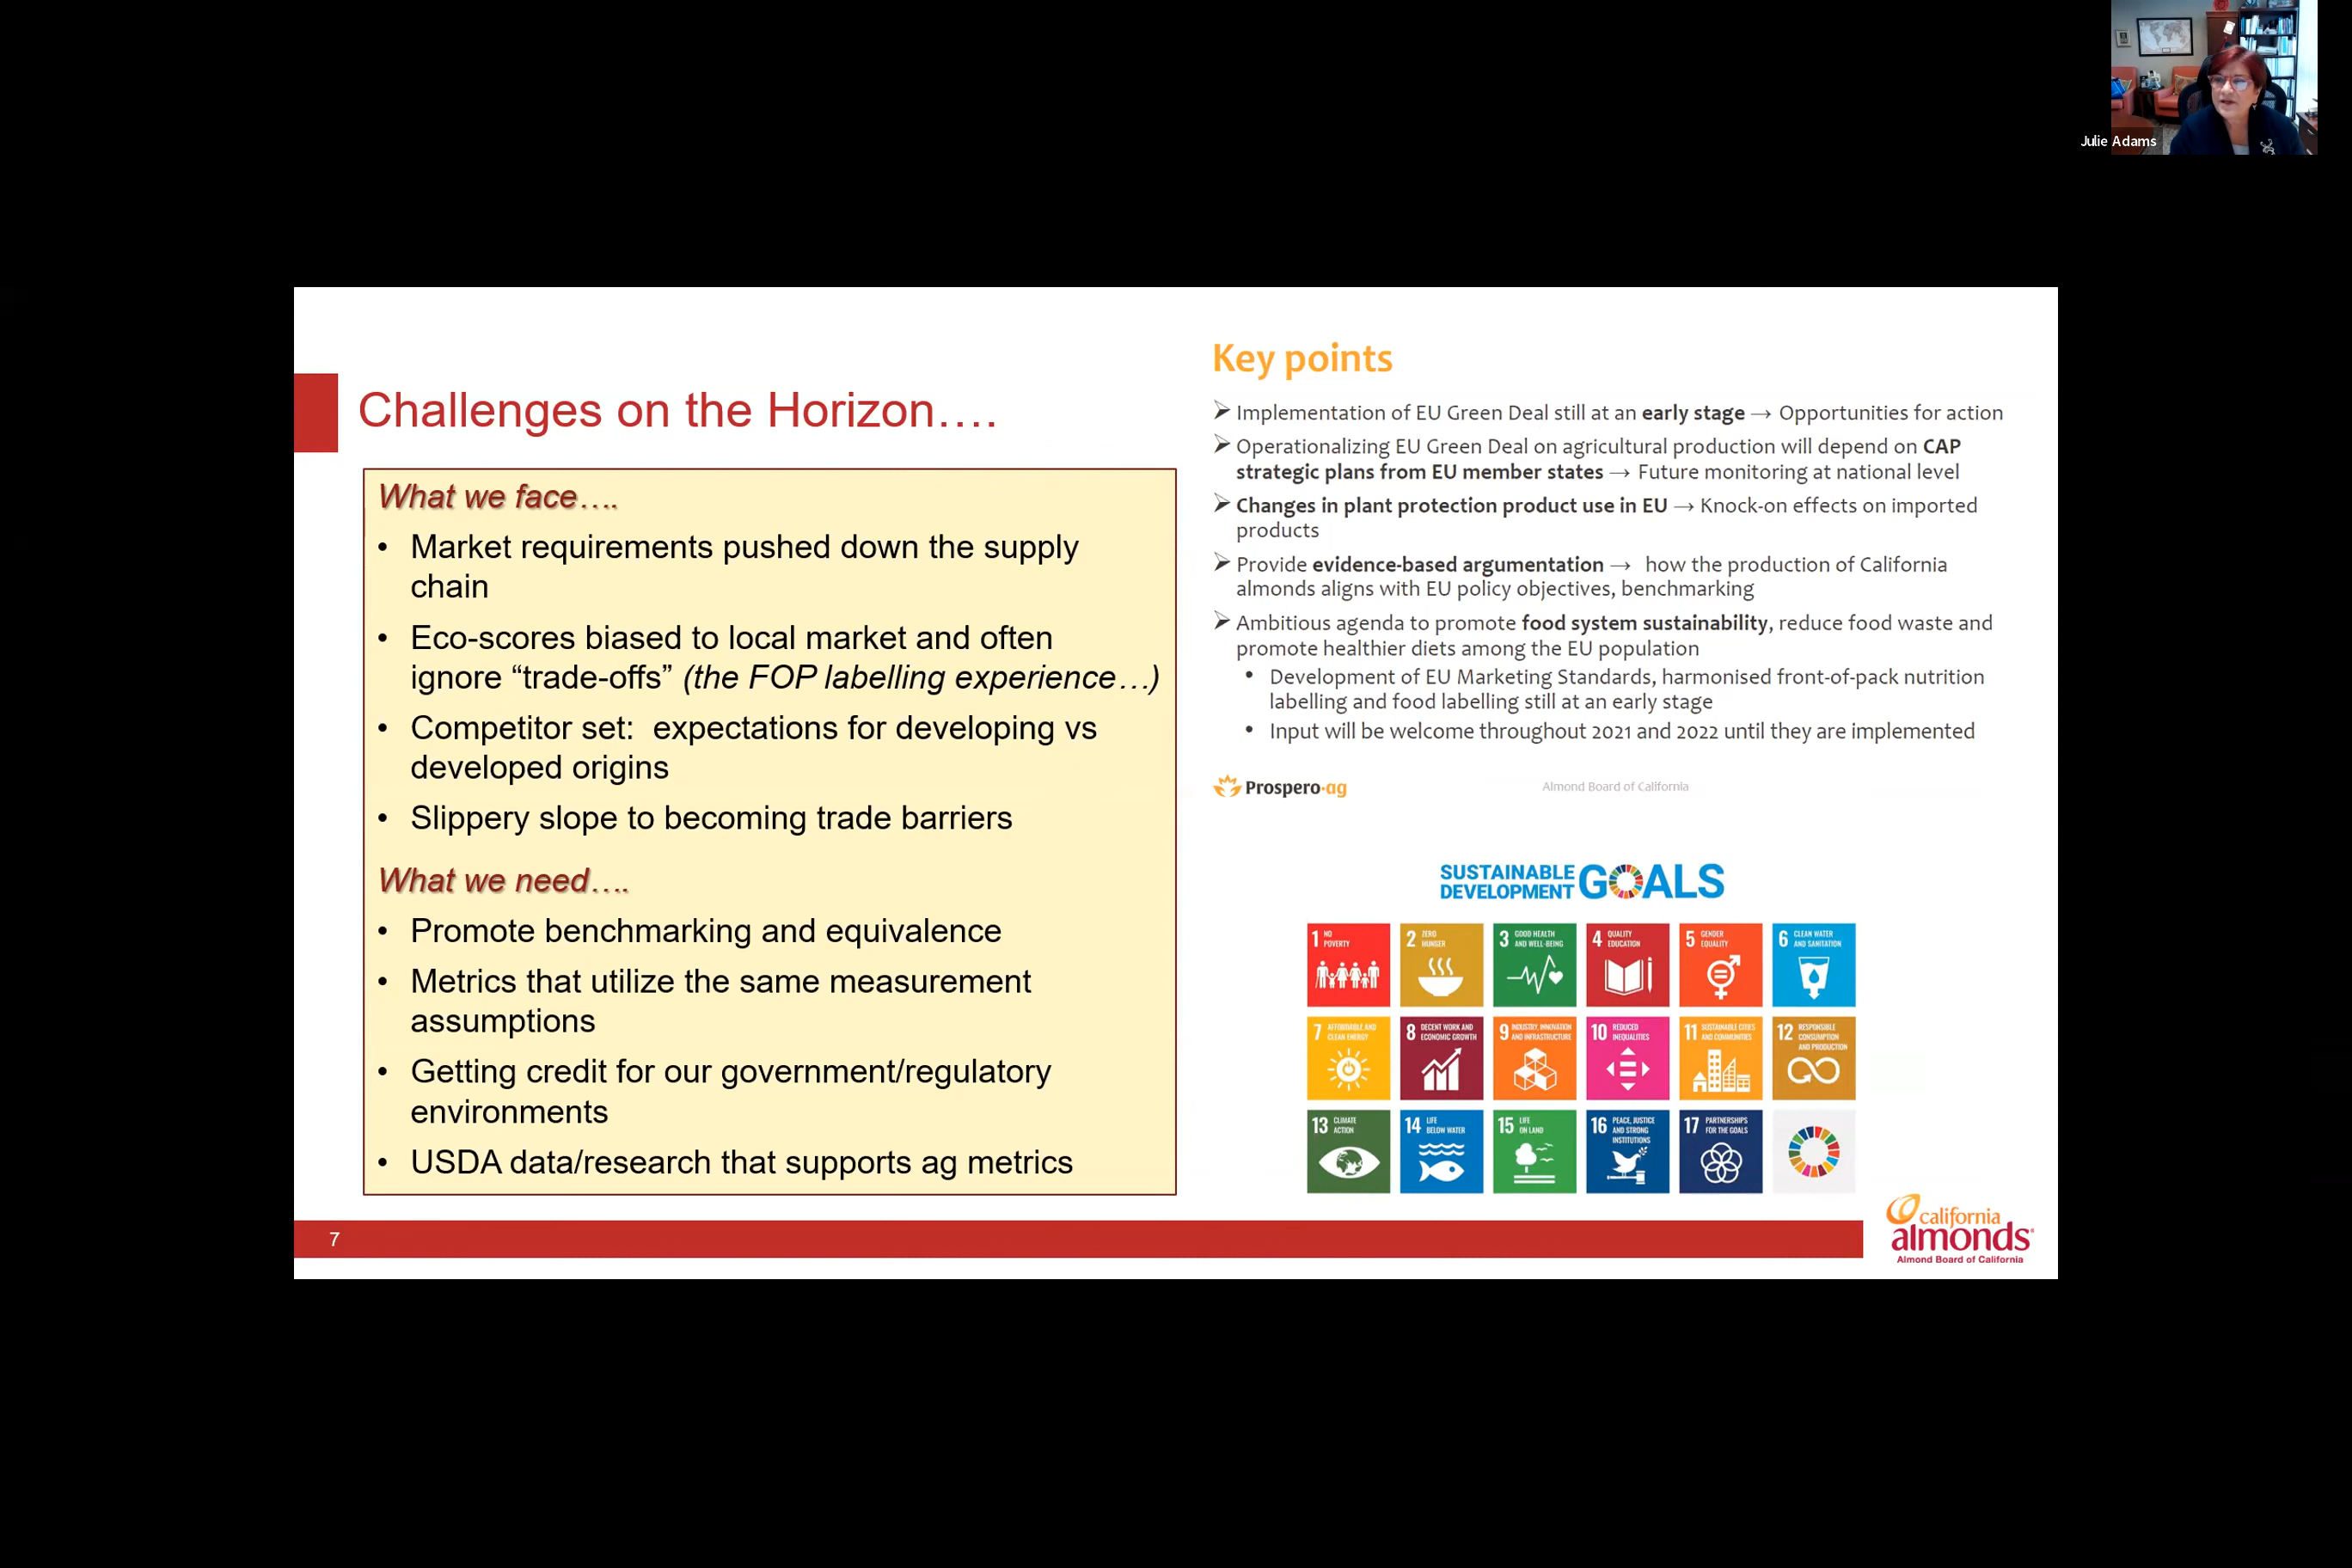 Julie Adams
Challenges on the Horizon….
What we face….
• Market requirements pushed down the supply
chain
• Eco-scores biased to local market and often
ignore “trade-offs” (the FOP labelling experience…)
• Competitor set:  expectations for developing vs
developed origins
• Slippery slope to becoming trade barriers
What we need….
• Promote benchmarking and equivalence
• Metrics that utilize the same measurement
assumptions
• Getting credit for our government/regulatory
environments
• USDA data/research that supports ag metrics
Key points
➢ Implementation of EU Green Deal still at an early stage → Opportunities for action
➢ Operationalizing EU Green Deal on agricultural production will depend on CAP
strategic plans from EU member states → Future monitoring at national level
➢ Changes in plant protection product use in EU → Knock-on effects on imported
products
➢ Provide evidence-based argumentation → how the production of California
almonds aligns with EU policy objectives, benchmarking
➢ Ambitious agenda to promote food system sustainability, reduce food waste and
promote healthier diets among the EU population
• Development of EU Marketing Standards, harmonised front-of-pack nutrition
labelling and food labelling still at an early stage
• Input will be welcome throughout 2021 and 2022 until they are implemented
Prospero.ag
Almond Board of California
SUSTAINABLE
DEVELOPMENT GOALS
1 NO
POVERTY
2 ZERO
HUNGER
3 GOOD HEALTH
AND WELL-BEING
4 QUALITY
EDUCATION
5 GENDER
EQUALITY
6 CLEAN WATER
AND SANITATION
7 AFFORDABLE AND
CLEAN ENERGY
8 DECENT WORK AND
ECONOMIC GROWTH
9 INDUSTRY, INNOVATION
AND INFRASTRUCTURE
10 REDUCED
INEQUALITIES
11 SUSTAINABLE CITIES
AND COMMUNITIES
12 RESPONSIBLE
CONSUMPTION
AND PRODUCTION
13 CLIMATE
ACTION
14 LIFE
BELOW WATER
15 LIFE
ON LAND
16 PEACE, JUSTICE
AND STRONG
INSTITUTIONS
17 PARTNERSHIPS
FOR THE GOALS
7
california
almonds®
Almond Board of California